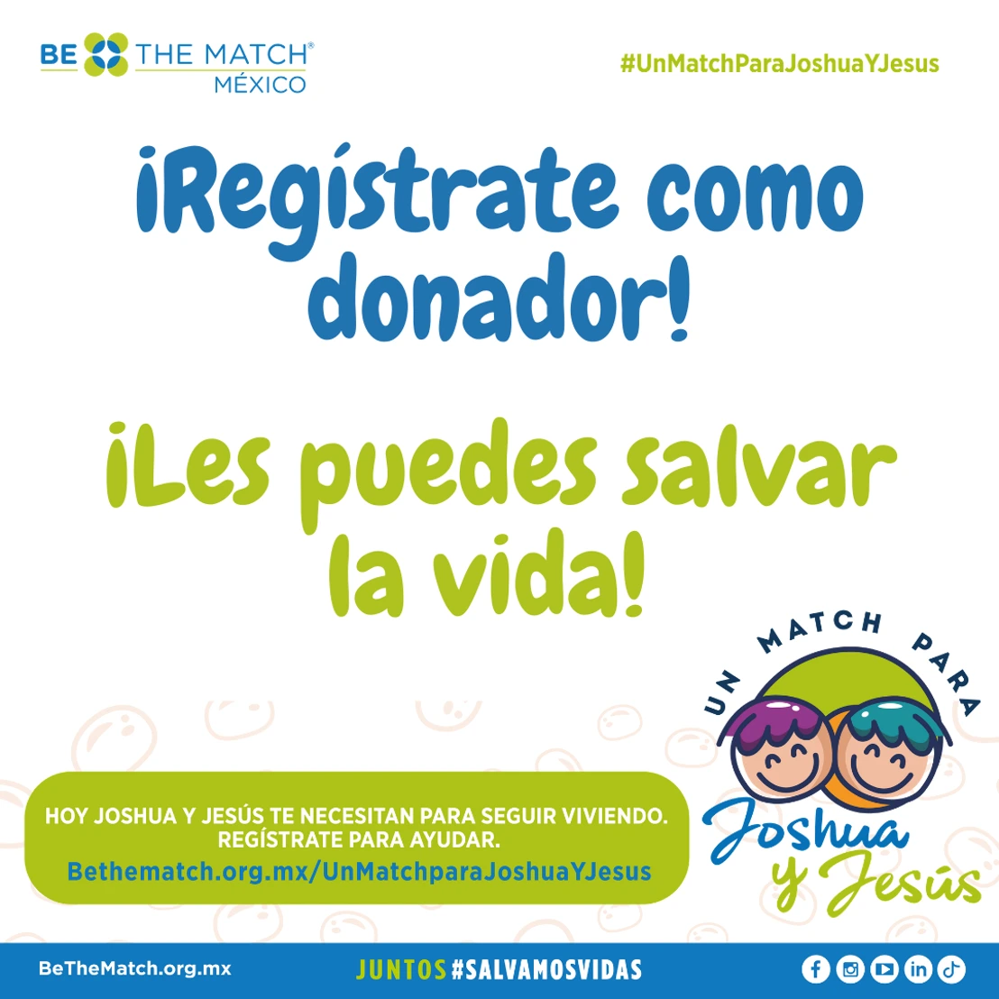 BE THE MATCH®
MÉXICO
#UnMatchParaJoshuaYJesus
¡Regístrate como
donador!
¡Les puedes salvar
la vida!
UN MATCH PARA
Joshua
y Jesús
HOY JOSHUA Y JESÚS TE NECESITAN PARA SEGUIR VIVIENDO.
REGÍSTRATE PARA AYUDAR.
Bethematch.org.mx/UnMatchparaJoshuaYJesus
BeTheMatch.org.mx
JUNTOS #SALVAMOSVIDAS